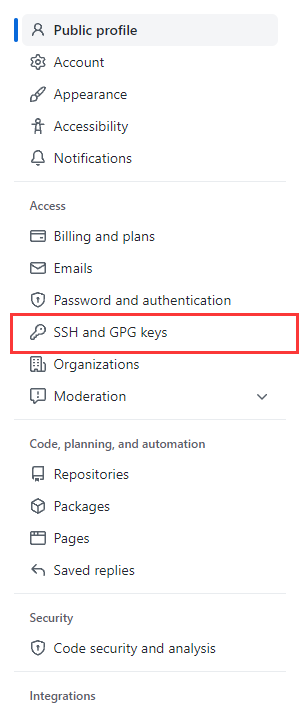 Public profile
Account
Appearance
Accessibility
Notifications
Access
Billing and plans
Emails
Password and authentication
SSH and GPG keys
Organizations
Moderation
Code, planning, and automation
Repositories
Packages
Pages
Saved replies
Security
Code security and analysis
Integrations